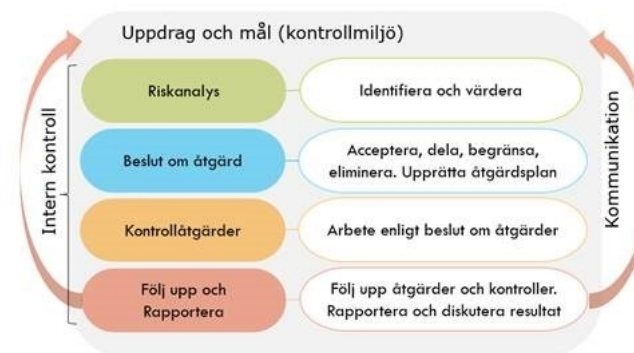 Uppdrag och mål (kontrollmiljö)
Intern kontroll
Riskanalys
Identifiera och värdera
Beslut om åtgärd
Acceptera, dela, begränsa,
eliminera. Upprätta åtgärdsplan
Kontrollåtgärder
Arbete enligt beslut om åtgärder
Följ upp och
Rapportera
Följ upp åtgärder och kontroller.
Rapportera och diskutera resultat
Kommunikation